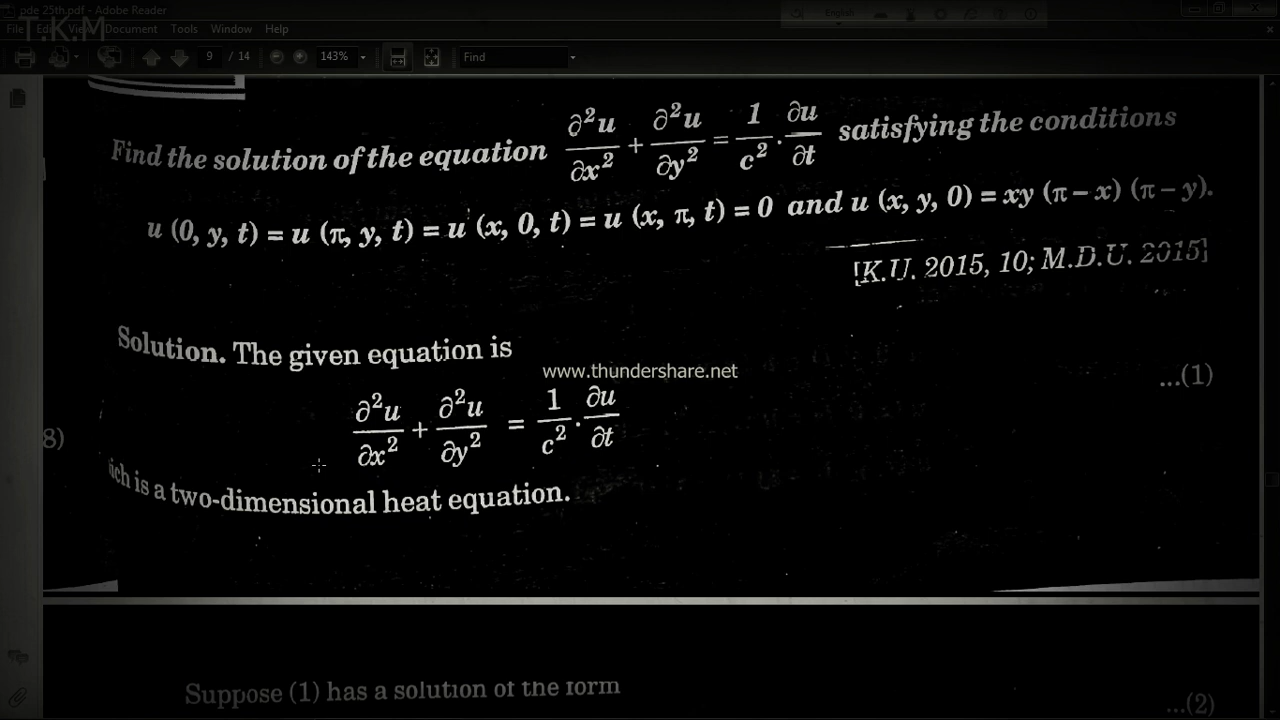 pde 25th.pdf - Adobe Reader
T.K.M
English
File Edit View Document Tools Window Help
9 / 14 143% Find
Find the solution of the equation ∂²u/∂x² + ∂²u/∂y² = 1/c² · ∂u/∂t satisfying the conditions
u (0, y, t) = u (π, y, t) = u (x, 0, t) = u (x, π, t) = 0 and u (x, y, 0) = xy (π – x) (π – y).
[K.U. 2015, 10; M.D.U. 2015]
Solution. The given equation is
www.thundershare.net
∂²u/∂x² + ∂²u/∂y² = 1/c² · ∂u/∂t ...(1)
8)
ich is a two-dimensional heat equation.
Suppose (1) has a solution of the form ...(2)